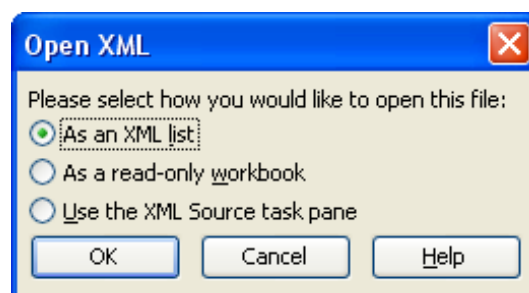 Open XML
Please select how you would like to open this file:
As an XML list
As a read-only workbook
Use the XML Source task pane
OK Cancel Help